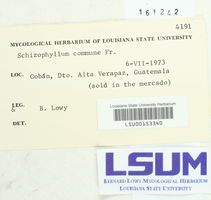 161242
4191
MYCOLOGICAL HERBARIUM OF LOUISIANA STATE UNIVERSITY
Schizophyllum commune Fr.
6-VII-1973
LOC. Cobán, Dto. Alta Verapaz, Guatemala
(sold in the mercado)
LEG. B. Lowy
&
DET.
Louisiana State University Herbarium
LSU00153340
LSUM
BERNARD LOWY MYCOLOGICAL HERBARIUM
LOUISIANA STATE UNIVERSITY